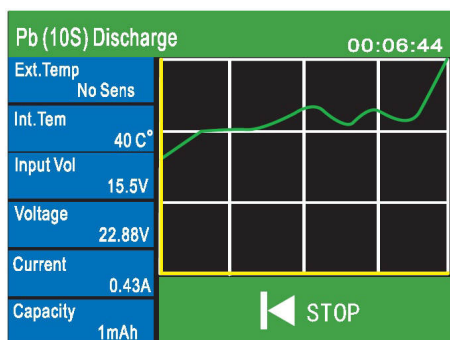 Pb (10S) Discharge
00:06:44
Ext.Temp
No Sens
Int.Tem
40 C°
Input Vol
15.5V
Voltage
22.88V
Current
0.43A
Capacity
1mAh
STOP